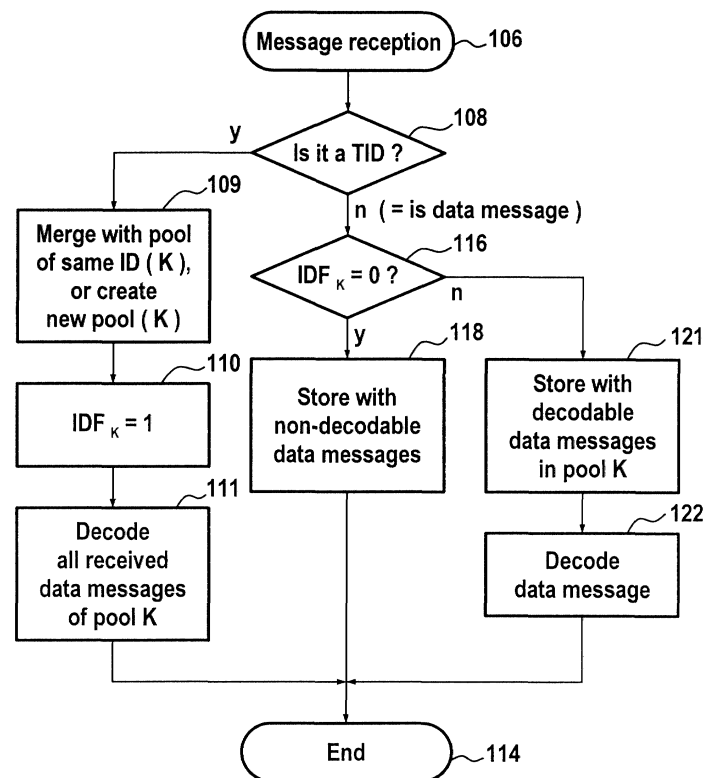 Message reception
106
Is it a TID ?
108
y
n ( = is data message )
109
Merge with pool
of same ID ( K ),
or create
new pool ( K )
IDF K = 0 ?
116
n
y
110
IDF K = 1
118
Store with
non-decodable
data messages
121
Store with
decodable
data messages
in pool K
111
Decode
all received
data messages
of pool K
122
Decode
data message
End
114